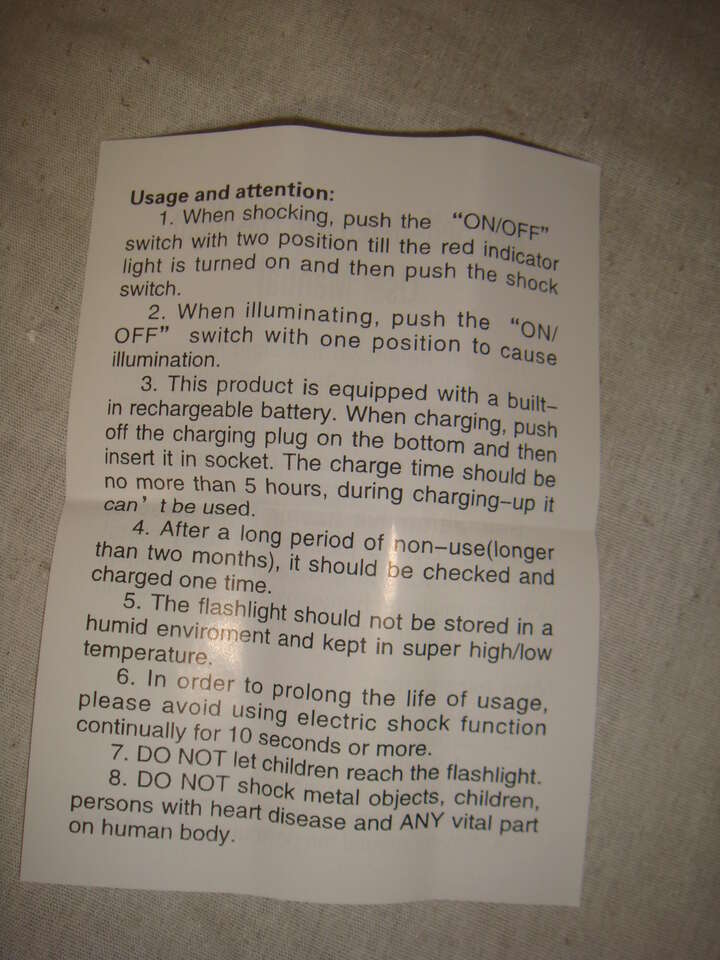 Usage and attention:
1. When shocking, push the "ON/OFF"
switch with two position till the red indicator
light is turned on and then push the shock
switch.
2. When illuminating, push the "ON/
OFF" switch with one position to cause
illumination.
3. This product is equipped with a built-
in rechargeable battery. When charging, push
off the charging plug on the bottom and then
insert it in socket. The charge time should be
no more than 5 hours, during charging-up it
can't be used.
4. After a long period of non-use(longer
than two months), it should be checked and
charged one time.
5. The flashlight should not be stored in a
humid enviroment and kept in super high/low
temperature.
6. In order to prolong the life of usage,
please avoid using electric shock function
continually for 10 seconds or more.
7. DO NOT let children reach the flashlight.
8. DO NOT shock metal objects, children,
persons with heart disease and ANY vital part
on human body.